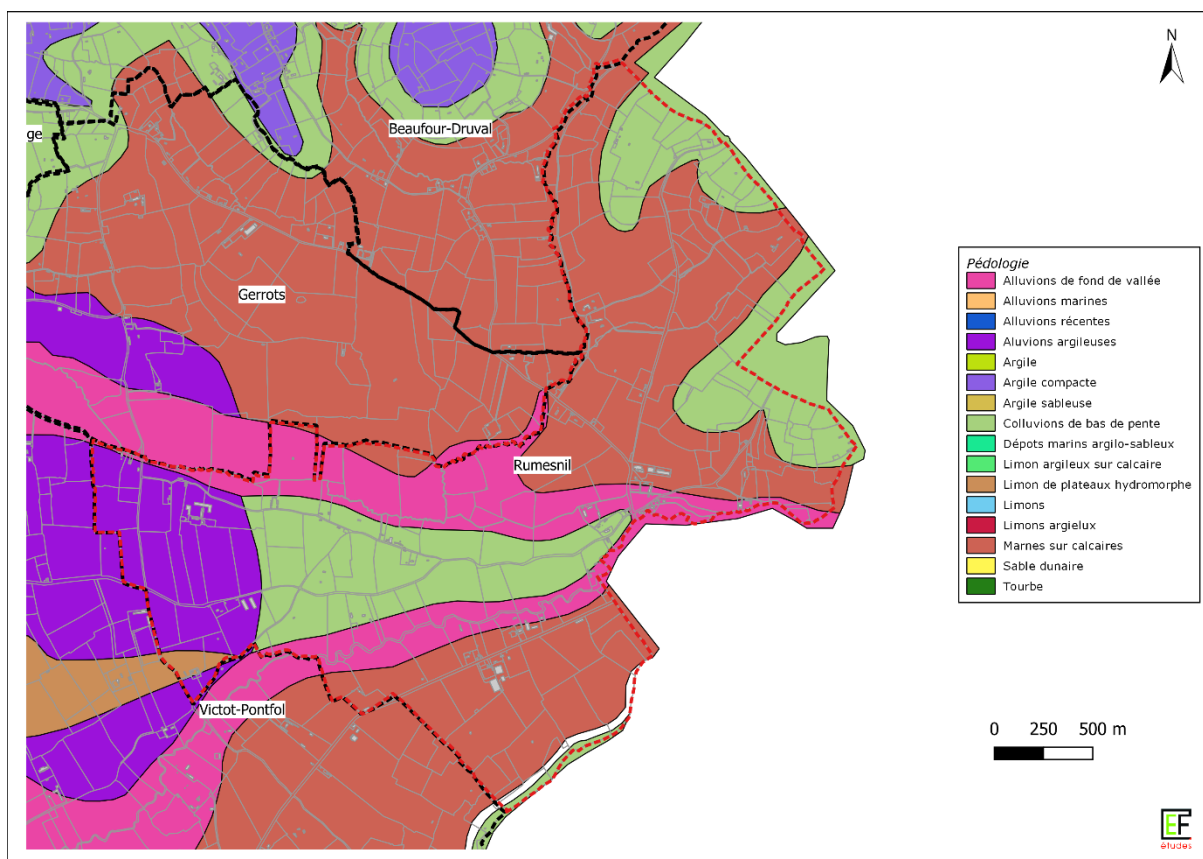 N
ge
Beaufour-Druval
Gerrots
Rumesnil
Victot-Pontfol
Pédologie
Alluvions de fond de vallée
Alluvions marines
Alluvions récentes
Aluvions argileuses
Argile
Argile compacte
Argile sableuse
Colluvions de bas de pente
Dépots marins argilo-sableux
Limon argileux sur calcaire
Limon de plateaux hydromorphe
Limons
Limons argielux
Marnes sur calcaires
Sable dunaire
Tourbe
0 250 500 m
EF
études